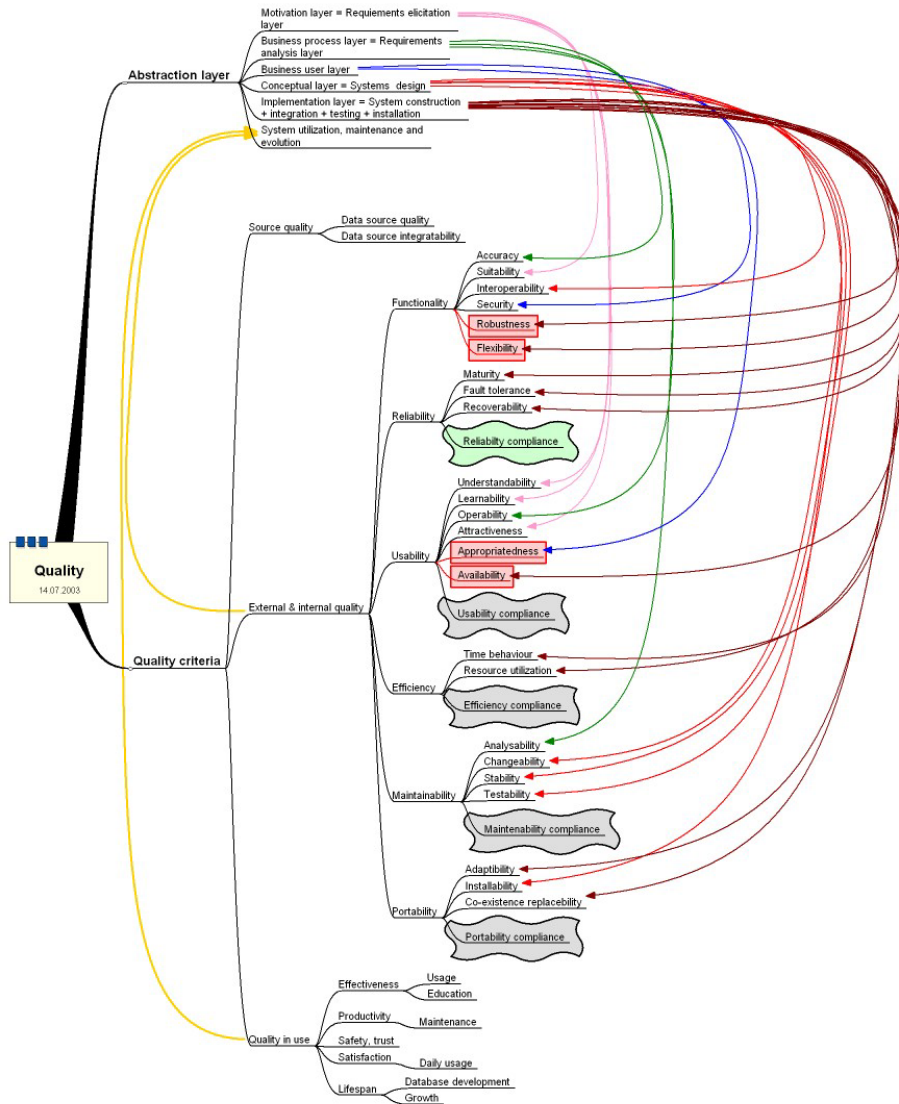 Motivation layer = Requiements elicitation
layer
Business process layer = Requirements
analysis layer
Business user layer
Abstraction layer
Conceptual layer = Systems design
Implementation layer = System construction
+ integration + testing + installation
System utilization, maintenance and
evolution
Source quality
Data source quality
Data source integratability
Accuracy
Suitability
Interoperability
Functionality
Security
Robustness
Flexibility
Maturity
Fault tolerance
Recoverability
Reliability
Reliabilty compliance
Understandability
Learnability
Operability
Attractiveness
Usability
Appropriatedness
Availability
Usability compliance
Quality
14.07.2003
External & internal quality
Quality criteria
Time behaviour
Resource utilization
Efficiency
Efficiency compliance
Analysability
Changeability
Stability
Maintainability
Testability
Maintenability compliance
Adaptibility
Installability
Co-existence replacebility
Portability
Portability compliance
Effectiveness
Usage
Education
Productivity
Maintenance
Quality in use
Safety, trust
Satisfaction
Daily usage
Lifespan
Database development
Growth